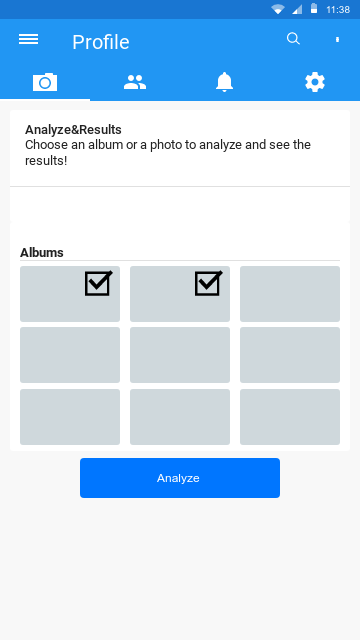 11:38
Profile
Analyze&Results
Choose an album or a photo to analyze and see the
results!
Albums
Analyze